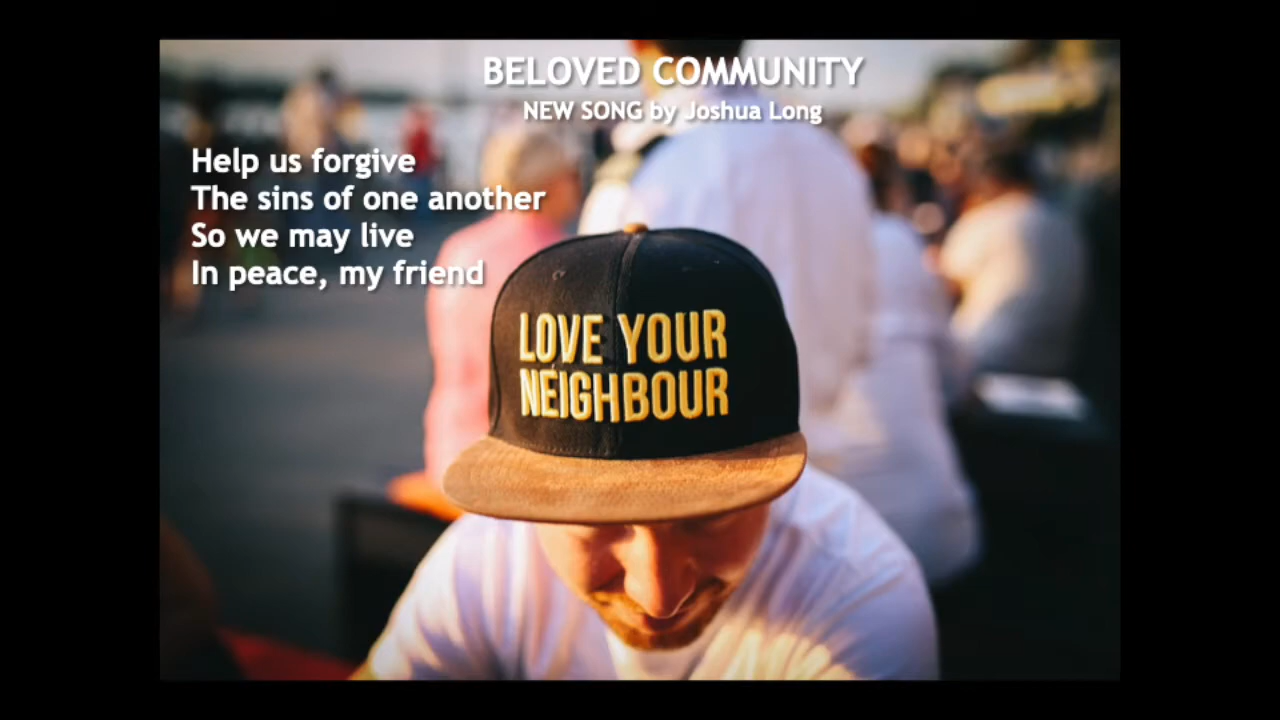 BELOVED COMMUNITY
NEW SONG by Joshua Long
Help us forgive
The sins of one another
So we may live
In peace, my friend
LOVE YOUR
NEIGHBOUR